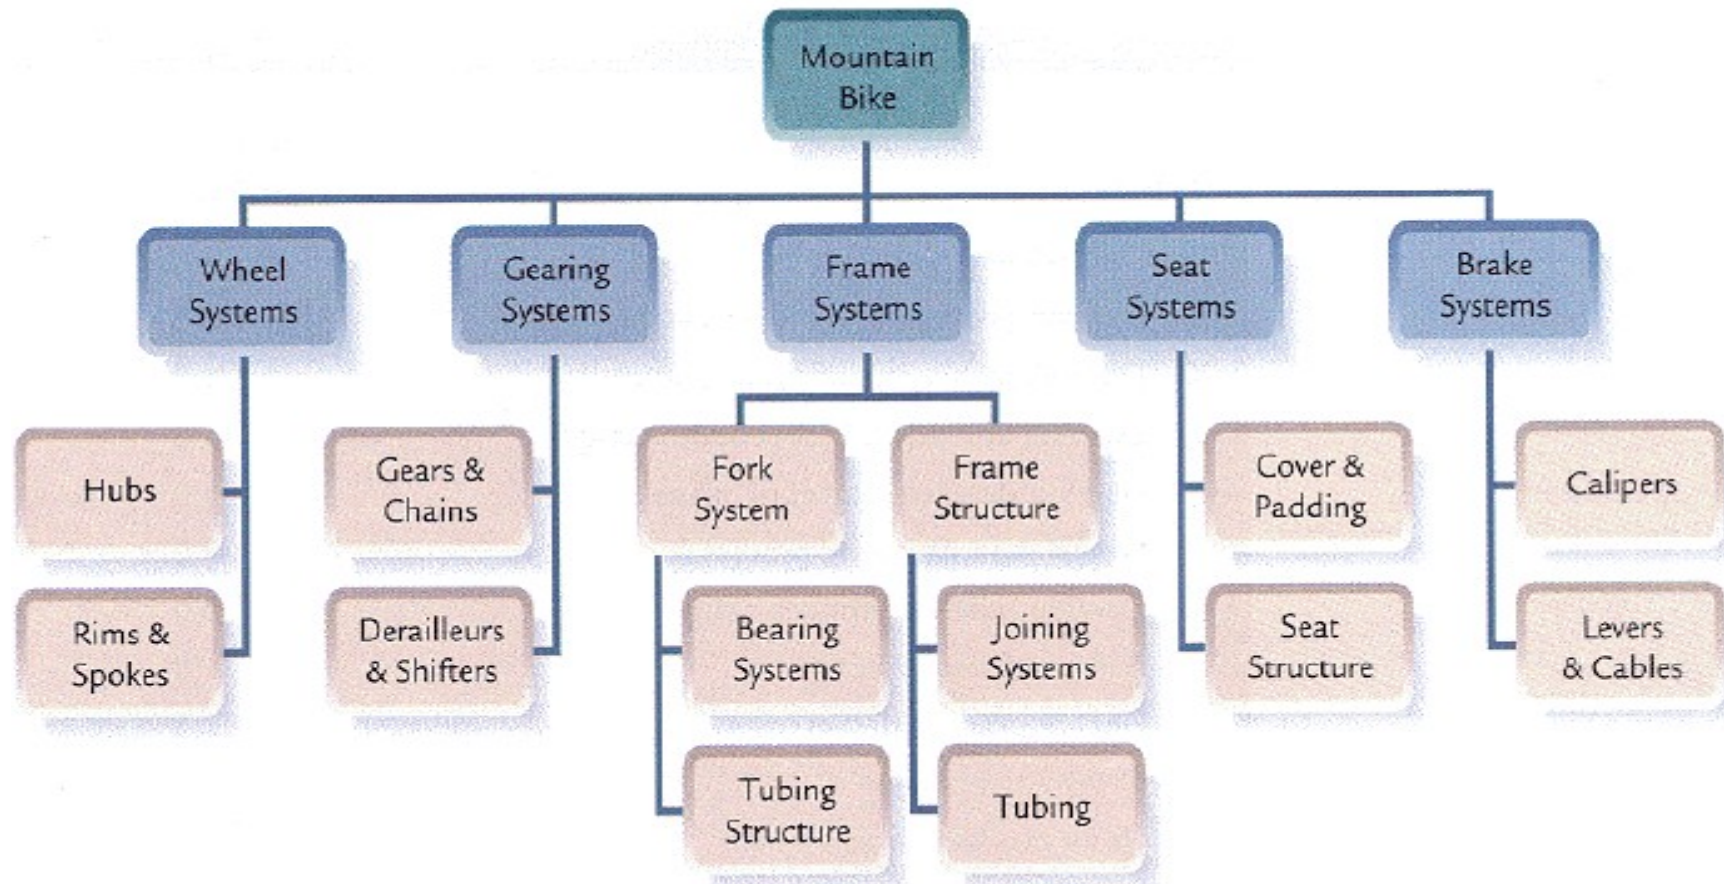 Mountain
Bike
Wheel
Systems
Gearing
Systems
Frame
Systems
Seat
Systems
Brake
Systems
Hubs
Gears &
Chains
Fork
System
Frame
Structure
Cover &
Padding
Calipers
Rims &
Spokes
Derailleurs
& Shifters
Bearing
Systems
Joining
Systems
Seat
Structure
Levers
& Cables
Tubing
Structure
Tubing